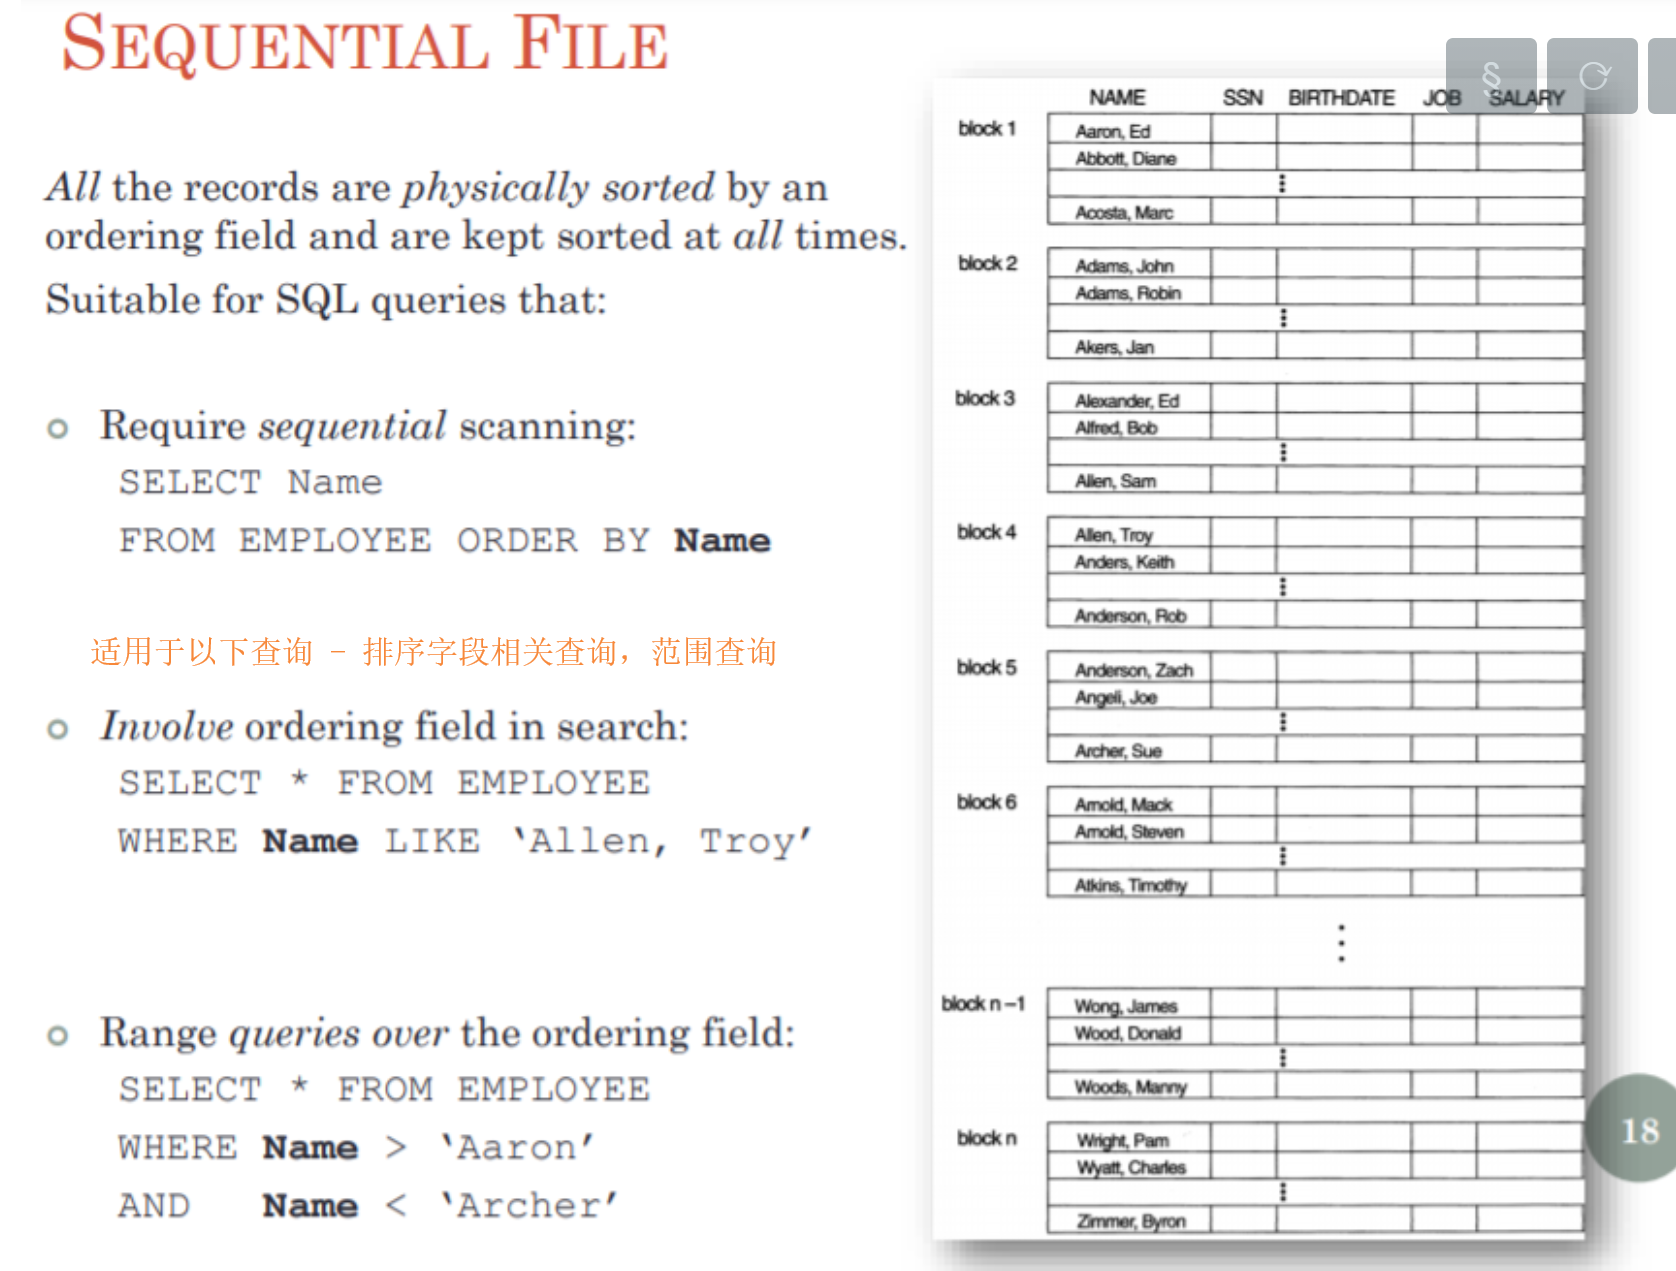 SEQUENTIAL FILE
All the records are physically sorted by an
ordering field and are kept sorted at all times.
Suitable for SQL queries that:
Require sequential scanning:
SELECT Name
FROM EMPLOYEE ORDER BY Name
适用于以下查询 - 排序字段相关查询，范围查询
Involve ordering field in search:
SELECT * FROM EMPLOYEE
WHERE Name LIKE ‘Allen, Troy’
Range queries over the ordering field:
SELECT * FROM EMPLOYEE
WHERE Name > ‘Aaron’
AND Name < ‘Archer’
NAME SSN BIRTHDATE JOB SALARY
block 1 Aaron, Ed
Abbott, Diane
Acosta, Marc
block 2 Adams, John
Adams, Robin
Akers, Jan
block 3 Alexander, Ed
Alfred, Bob
Allen, Sam
block 4 Allen, Troy
Anders, Keith
Anderson, Rob
block 5 Anderson, Zach
Angeli, Joe
Archer, Sue
block 6 Arnold, Mack
Arnold, Steven
Atkins, Timothy
block n–1 Wong, James
Wood, Donald
Woods, Manny
block n Wright, Pam
Wyatt, Charles
Zimmer, Byron
18